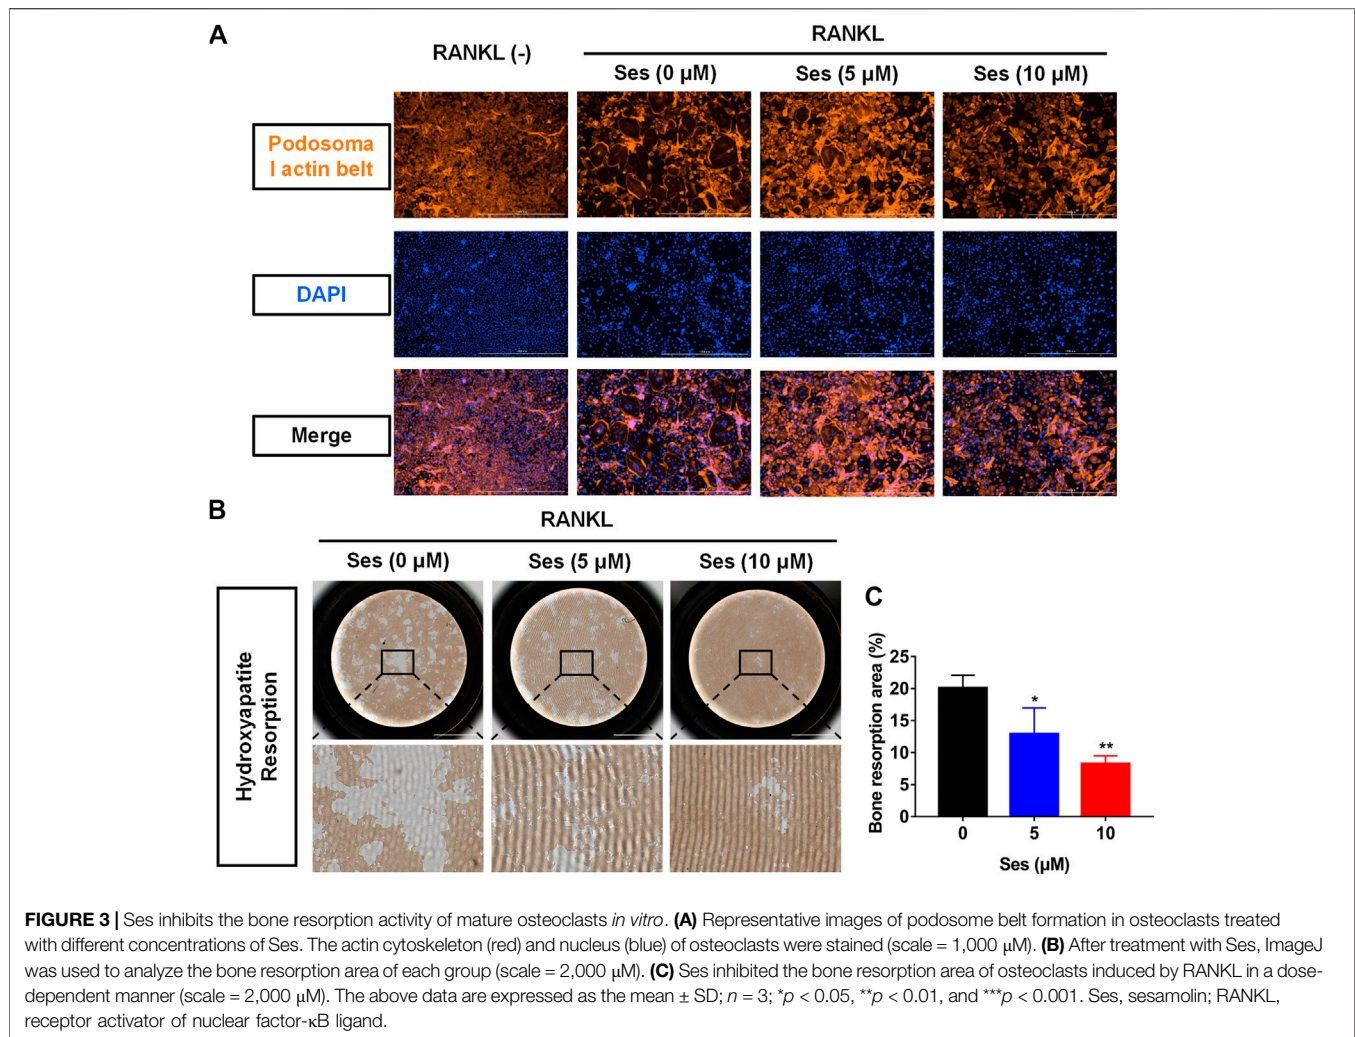 A
RANKL (-)
RANKL
Ses (0 µM)
Ses (5 µM)
Ses (10 µM)
Podosoma
l actin belt
DAPI
Merge
B
RANKL
Ses (0 µM)
Ses (5 µM)
Ses (10 µM)
Hydroxyapatite
Resorption
C
Bone resorption area (%)
25
20
15
10
5
0
*
**
0
5
10
Ses (µM)
FIGURE 3 | Ses inhibits the bone resorption activity of mature osteoclasts in vitro. (A) Representative images of podosome belt formation in osteoclasts treated
with different concentrations of Ses. The actin cytoskeleton (red) and nucleus (blue) of osteoclasts were stained (scale = 1,000 µM). (B) After treatment with Ses, ImageJ
was used to analyze the bone resorption area of each group (scale = 2,000 µM). (C) Ses inhibited the bone resorption area of osteoclasts induced by RANKL in a dose-
dependent manner (scale = 2,000 µM). The above data are expressed as the mean ± SD; n = 3; *p < 0.05, **p < 0.01, and ***p < 0.001. Ses, sesamolin; RANKL,
receptor activator of nuclear factor-κB ligand.